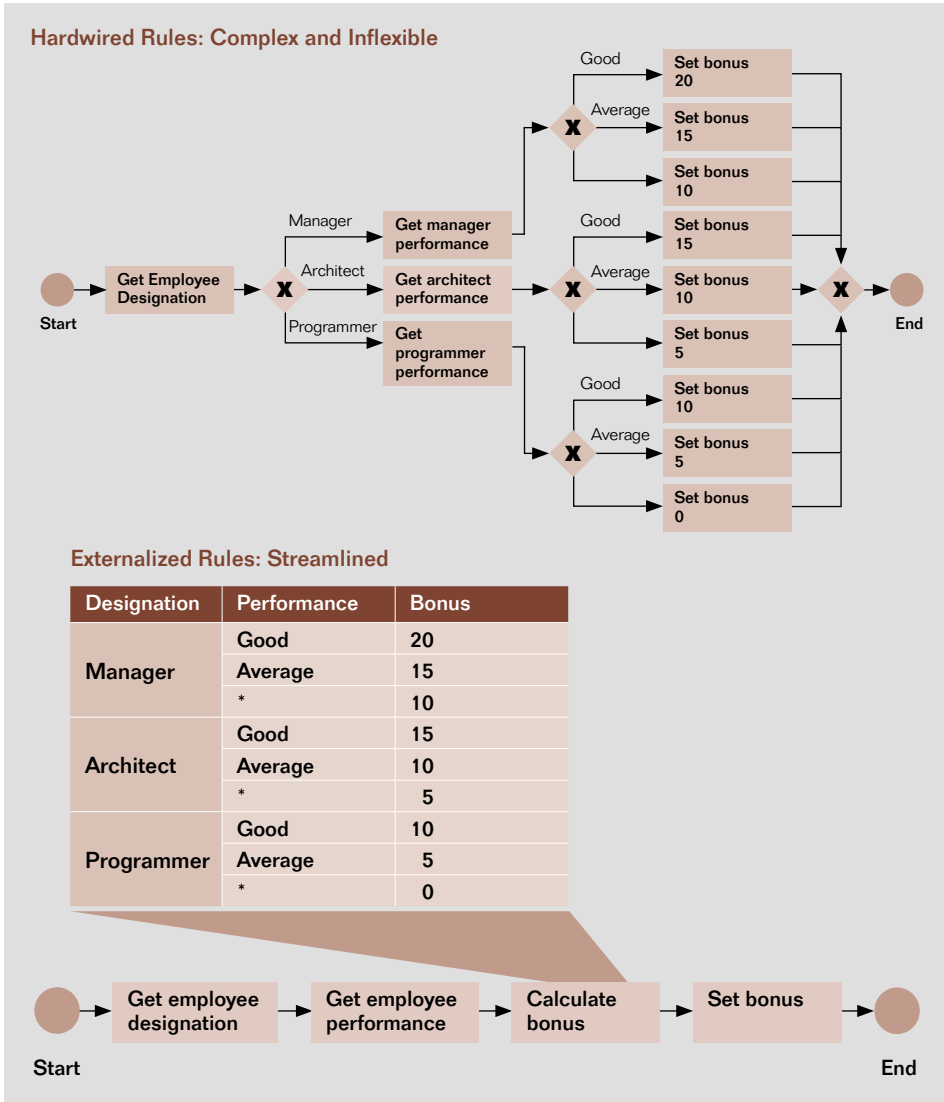 Hardwired Rules: Complex and Inflexible
Good
Set bonus
20
Average
Set bonus
15
X
Set bonus
10
Manager
Get manager
performance
Good
Set bonus
15
Start
Get Employee
Designation
X
Architect
Get architect
performance
X
Average
Set bonus
10
X
End
Set bonus
5
Programmer
Get
programmer
performance
Good
Set bonus
10
X
Average
Set bonus
5
Set bonus
0
Externalized Rules: Streamlined
Designation Performance Bonus
Manager
Good 20
Average 15
* 10
Architect
Good 15
Average 10
* 5
Programmer
Good 10
Average 5
* 0
Start
Get employee
designation
Get employee
performance
Calculate
bonus
Set bonus
End